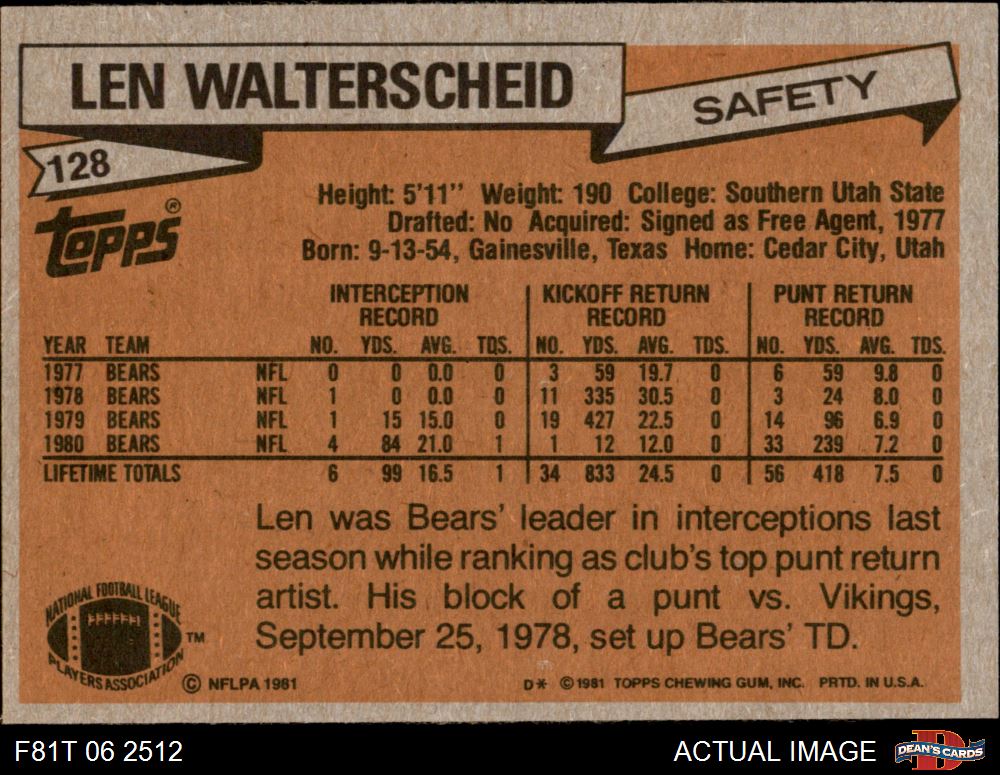 LEN WALTERSCHEID
SAFETY
128
TOPPS®
Height: 5'11'' Weight: 190 College: Southern Utah State
Drafted: No Acquired: Signed as Free Agent, 1977
Born: 9-13-54, Gainesville, Texas Home: Cedar City, Utah
INTERCEPTION KICKOFF RETURN PUNT RETURN
RECORD RECORD RECORD
YEAR TEAM NO. YDS. AVG. TDS. NO. YDS. AVG. TDS. NO. YDS. AVG. TDS.
1977 BEARS NFL 0 0 0.0 0 3 59 19.7 0 6 59 9.8 0
1978 BEARS NFL 1 0 0.0 0 11 335 30.5 0 3 24 8.0 0
1979 BEARS NFL 1 15 15.0 0 19 427 22.5 0 14 96 6.9 0
1980 BEARS NFL 4 84 21.0 1 1 12 12.0 0 33 239 7.2 0
LIFETIME TOTALS 6 99 16.5 1 34 833 24.5 0 56 418 7.5 0
Len was Bears' leader in interceptions last
season while ranking as club's top punt return
artist. His block of a punt vs. Vikings,
September 25, 1978, set up Bears' TD.
NATIONAL FOOTBALL LEAGUE
PLAYERS ASSOCIATION ™
© NFLPA 1981
D* © 1981 TOPPS CHEWING GUM, INC. PRTD. IN U.S.A.
F81T 06 2512
ACTUAL IMAGE
D
DEAN'S CARDS